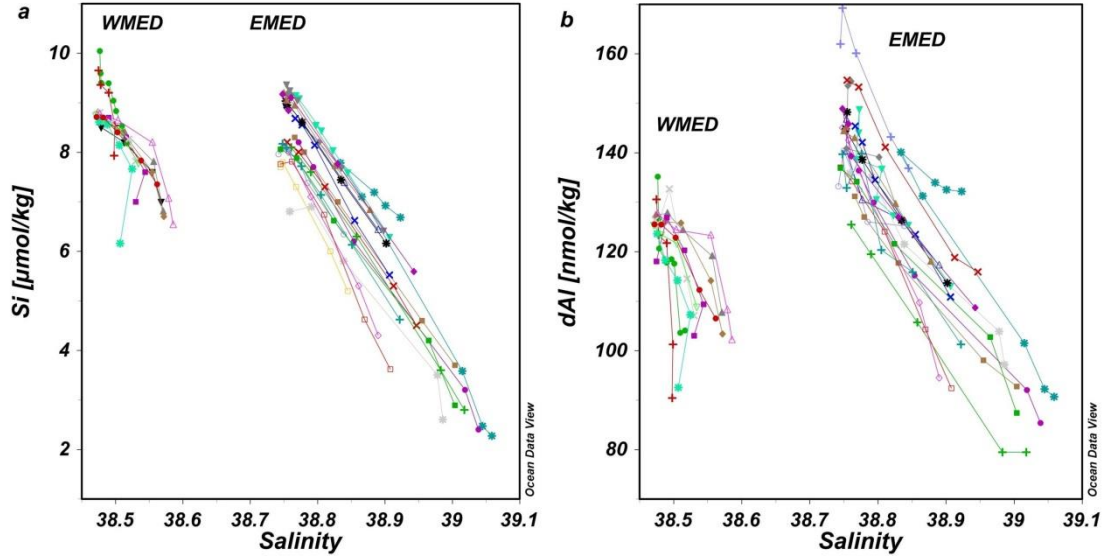 a
WMED
EMED
Si [µmol/kg]
10
8
6
4
2
38.5
38.6
38.7
38.8
38.9
39
39.1
Salinity
Ocean Data View
b
EMED
WMED
dAl [nmol/kg]
160
140
120
100
80
38.5
38.6
38.7
38.8
38.9
39
39.1
Salinity
Ocean Data View